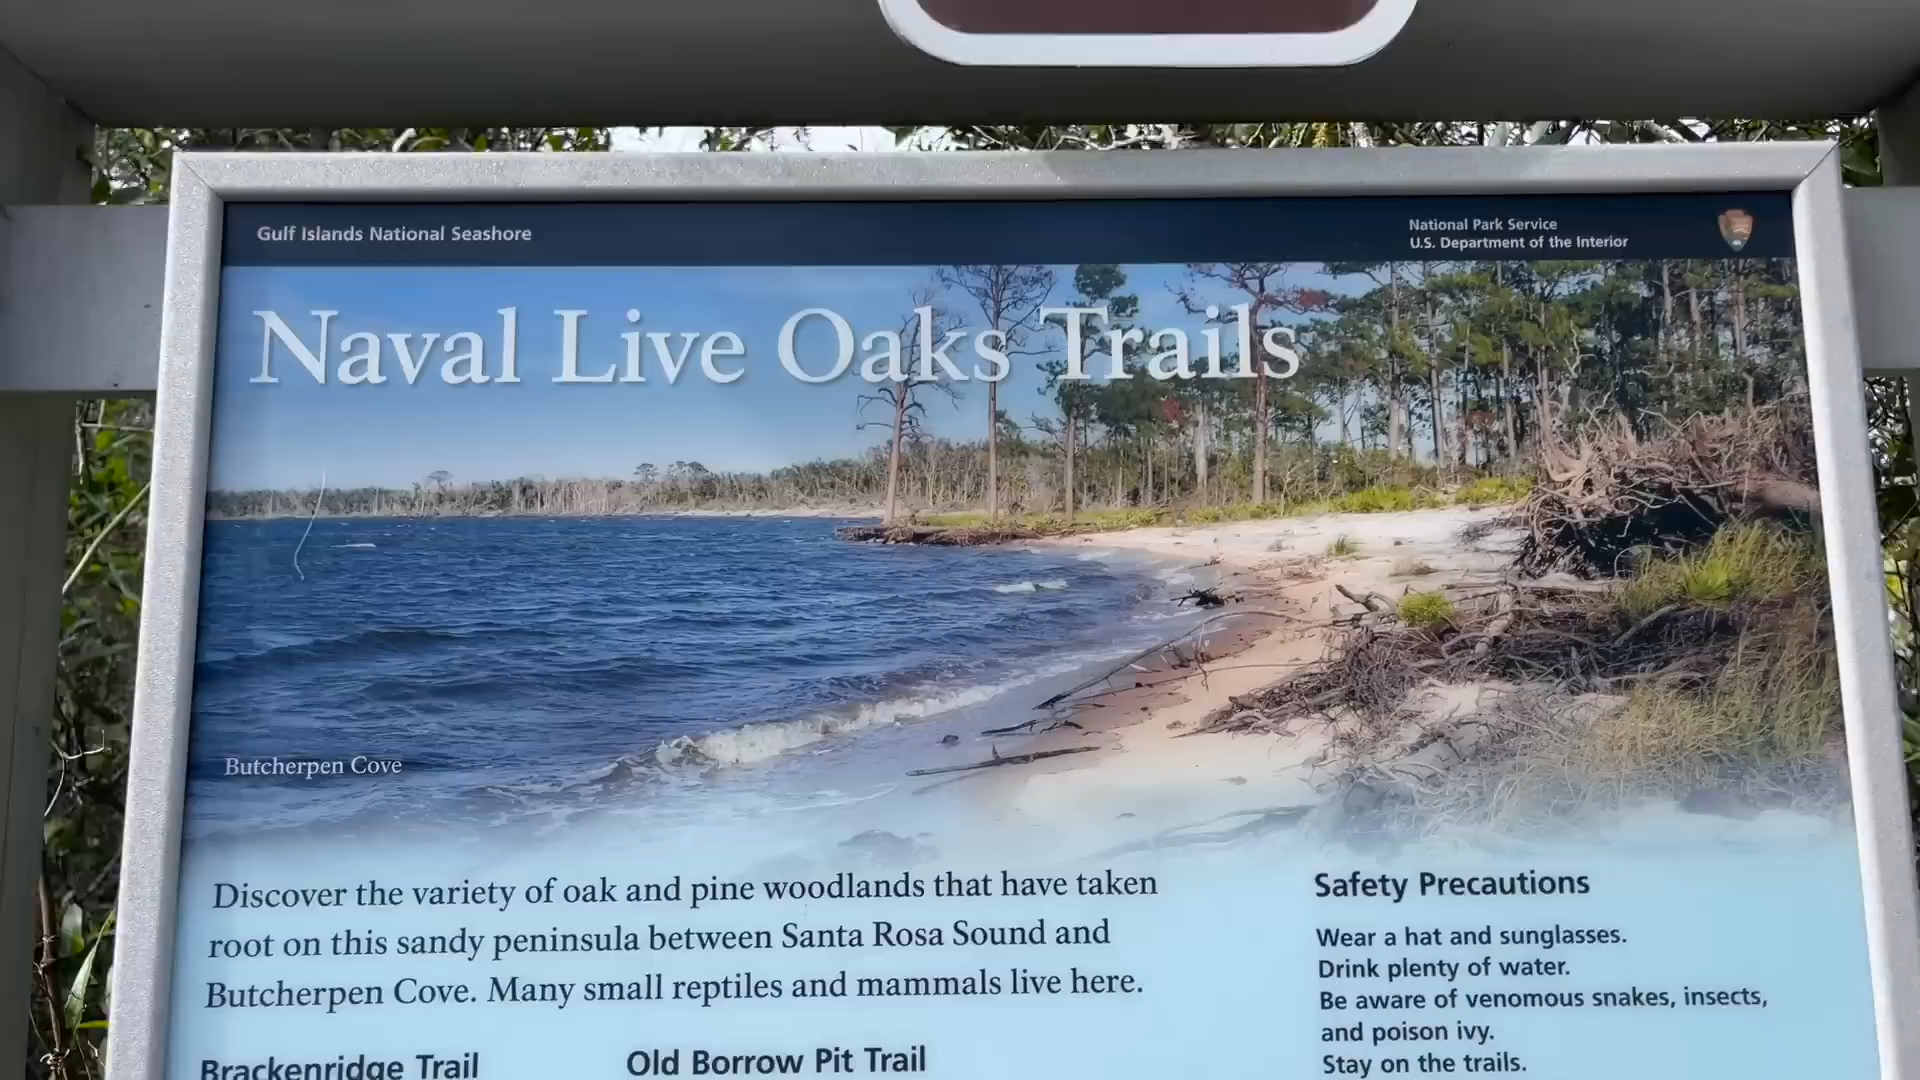 Gulf Islands National Seashore
National Park Service
U.S. Department of the Interior
Naval Live Oaks Trails
Butcherpen Cove
Discover the variety of oak and pine woodlands that have taken
root on this sandy peninsula between Santa Rosa Sound and
Butcherpen Cove. Many small reptiles and mammals live here.
Brackenridge Trail
Old Borrow Pit Trail
Safety Precautions
Wear a hat and sunglasses.
Drink plenty of water.
Be aware of venomous snakes, insects,
and poison ivy.
Stay on the trails.